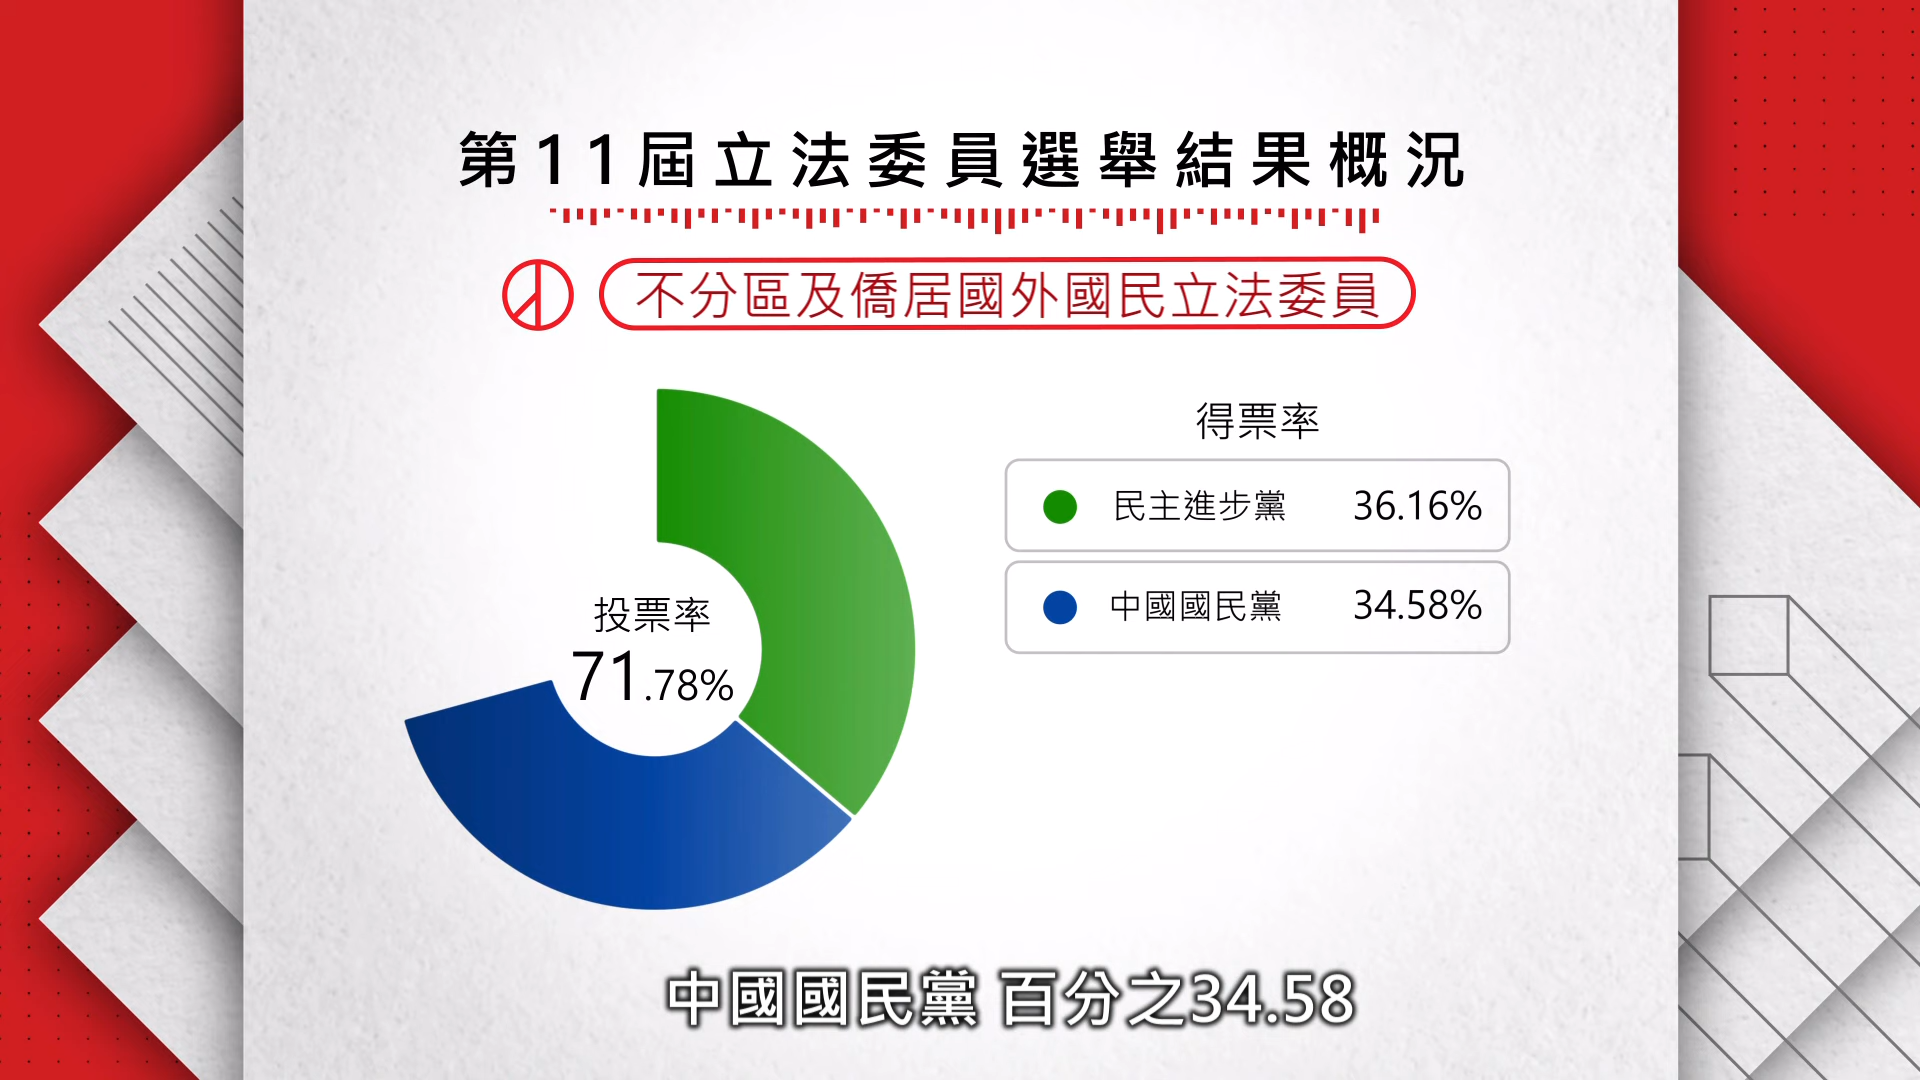 第11屆立法委員選舉結果概況
不分區及僑居國外國民立法委員
得票率
民主進步黨 36.16%
中國國民黨 34.58%
投票率
71.78%
中國國民黨 百分之34.58